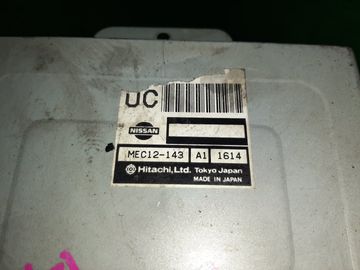 UC
NISSAN
MEC12-143 A1 1614
Hitachi, Ltd. Tokyo Japan
MADE IN JAPAN